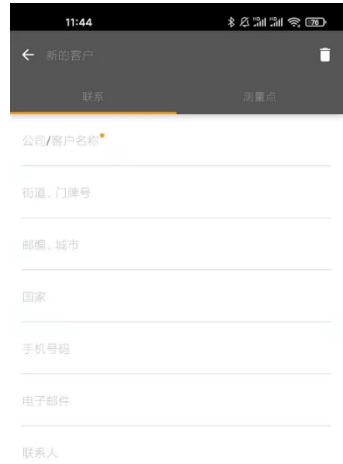 11:44
76
新的客户
联系
测量点
公司/客户名称*
街道、门牌号
邮编、城市
国家
手机号码
电子邮件
联系人